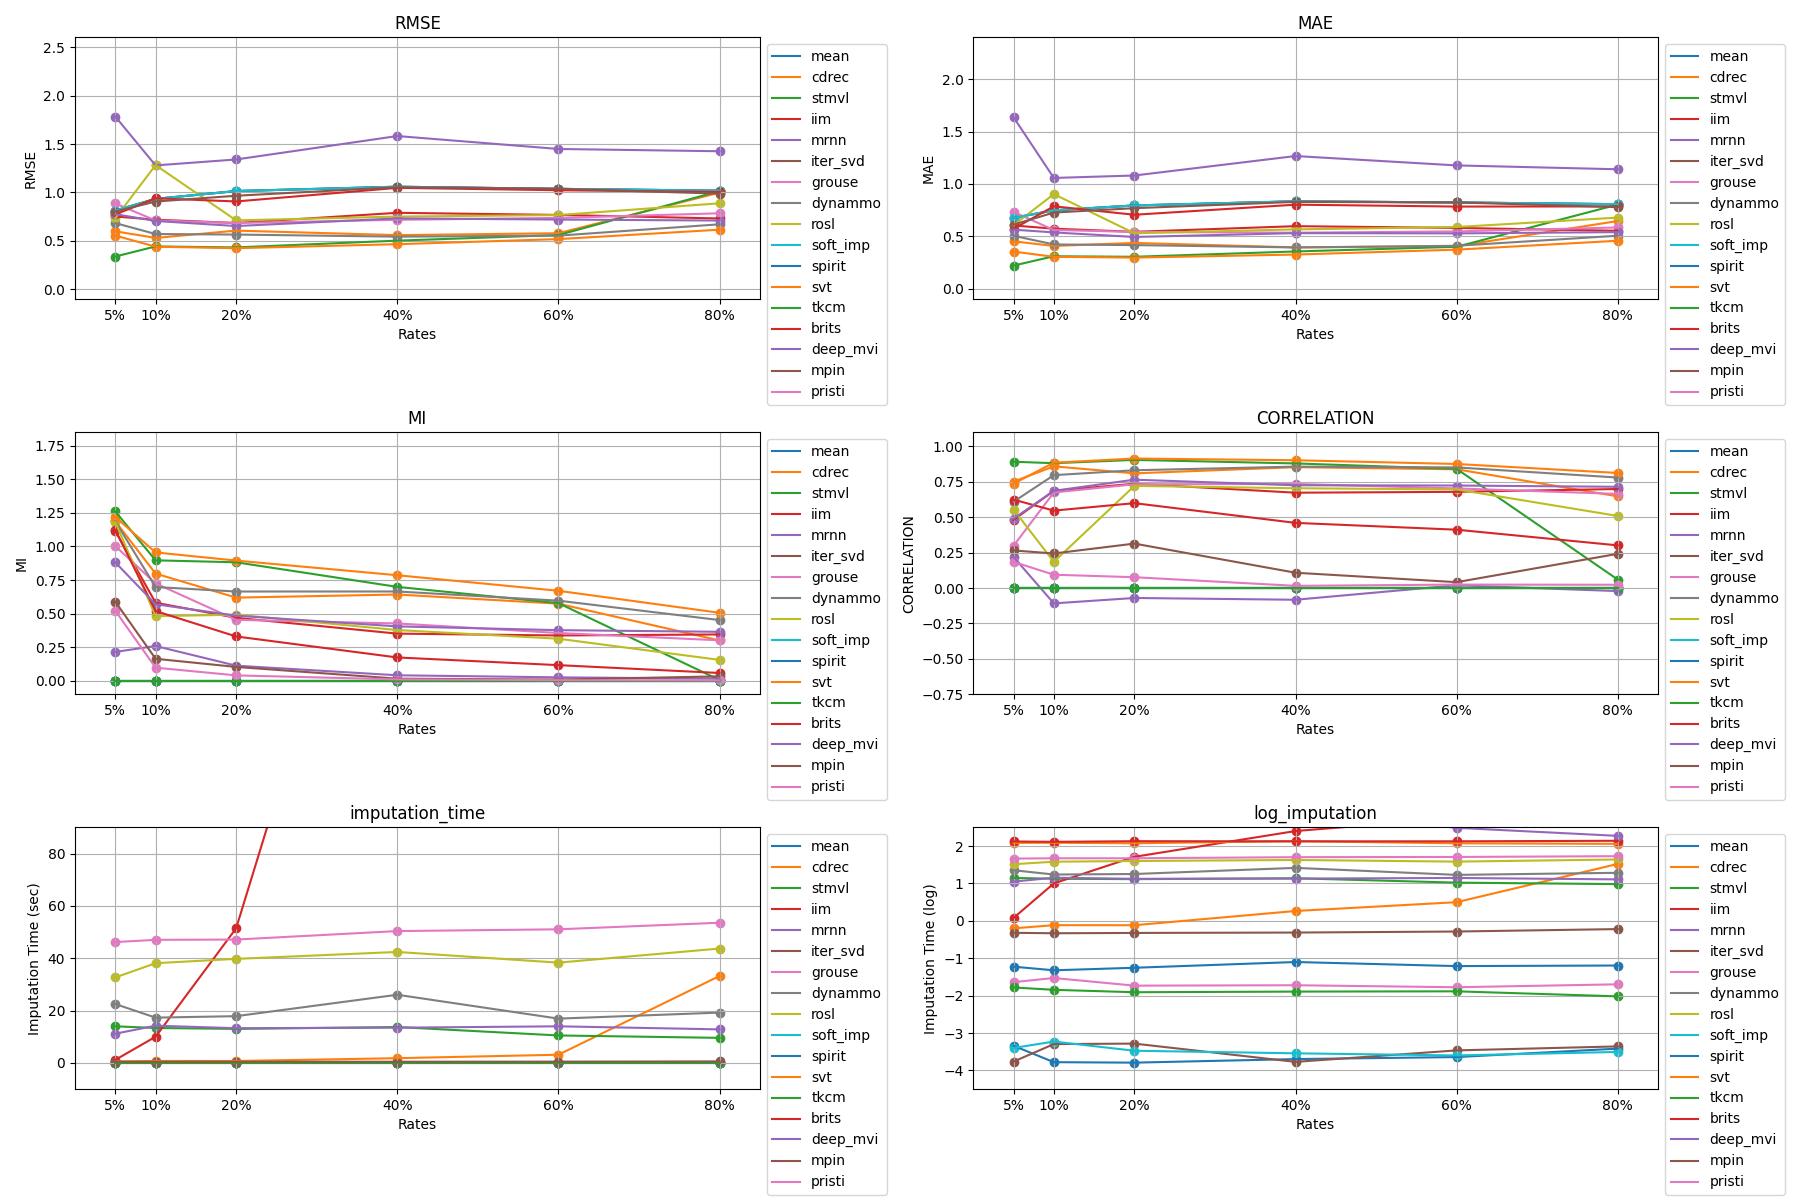 RMSE
RMSE
2.5
2.0
1.5
1.0
0.5
0.0
5% 10% 20% 40% 60% 80%
Rates
mean
cdrec
stmvl
iim
mrnn
iter_svd
grouse
dynammo
rosl
soft_imp
spirit
svt
tkcm
brits
deep_mvi
mpin
pristi
MAE
MAE
2.0
1.5
1.0
0.5
0.0
5% 10% 20% 40% 60% 80%
Rates
mean
cdrec
stmvl
iim
mrnn
iter_svd
grouse
dynammo
rosl
soft_imp
spirit
svt
tkcm
brits
deep_mvi
mpin
pristi
MI
MI
1.75
1.50
1.25
1.00
0.75
0.50
0.25
0.00
5% 10% 20% 40% 60% 80%
Rates
mean
cdrec
stmvl
iim
mrnn
iter_svd
grouse
dynammo
rosl
soft_imp
spirit
svt
tkcm
brits
deep_mvi
mpin
pristi
CORRELATION
CORRELATION
1.00
0.75
0.50
0.25
0.00
−0.25
−0.50
−0.75
5% 10% 20% 40% 60% 80%
Rates
mean
cdrec
stmvl
iim
mrnn
iter_svd
grouse
dynammo
rosl
soft_imp
spirit
svt
tkcm
brits
deep_mvi
mpin
pristi
imputation_time
Imputation Time (sec)
80
60
40
20
0
5% 10% 20% 40% 60% 80%
Rates
mean
cdrec
stmvl
iim
mrnn
iter_svd
grouse
dynammo
rosl
soft_imp
spirit
svt
tkcm
brits
deep_mvi
mpin
pristi
log_imputation
Imputation Time (log)
2
1
0
−1
−2
−3
−4
5% 10% 20% 40% 60% 80%
Rates
mean
cdrec
stmvl
iim
mrnn
iter_svd
grouse
dynammo
rosl
soft_imp
spirit
svt
tkcm
brits
deep_mvi
mpin
pristi